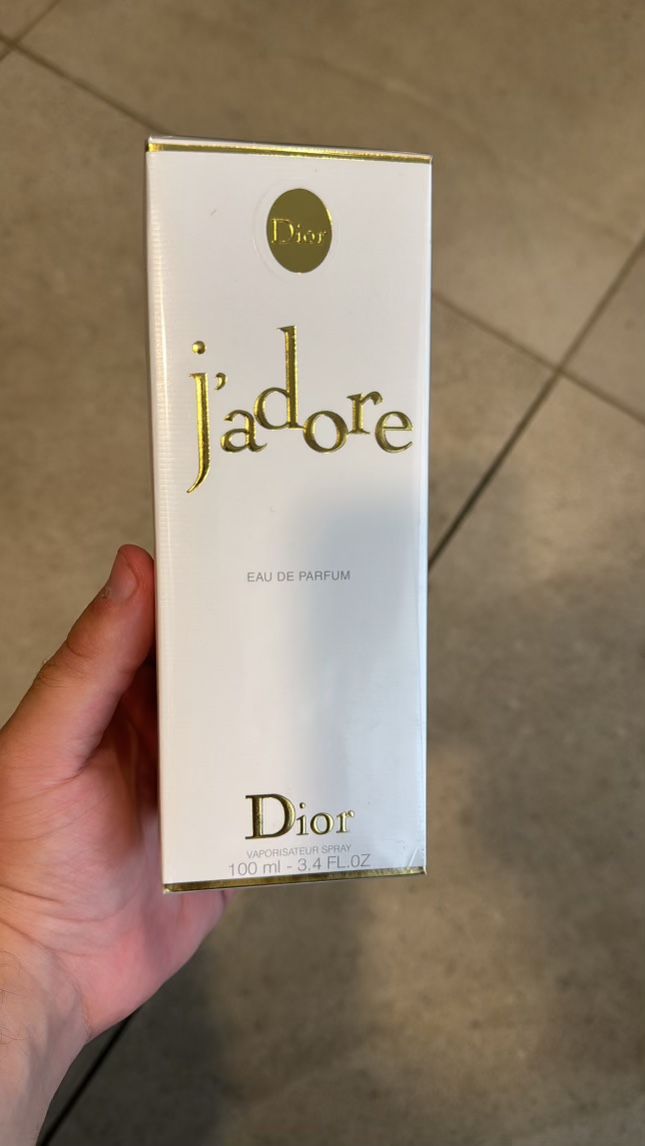 Dior
j'adore
EAU DE PARFUM
Dior
VAPORISATEUR SPRAY
100 ml - 3.4 FL.OZ